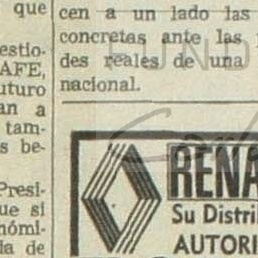 que
estio-
AFE,
uturo
an a
tam-
s be-
Presi-
ue si
nómi-
da de
cen a un lado las
concretas ante las
des reales de una
nacional.
RENA
Su Distri
AUTORI